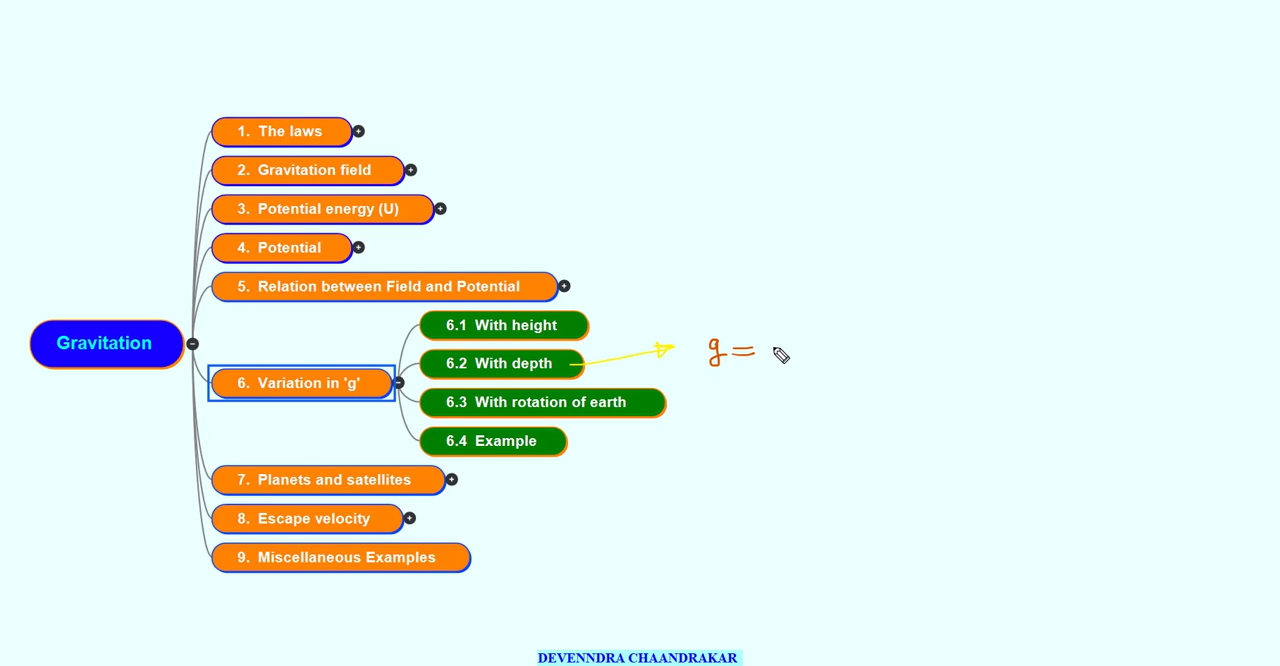 Gravitation
1. The laws
2. Gravitation field
3. Potential energy (U)
4. Potential
5. Relation between Field and Potential
6. Variation in 'g'
6.1 With height
6.2 With depth
6.3 With rotation of earth
6.4 Example
7. Planets and satellites
8. Escape velocity
9. Miscellaneous Examples
g =
DEVENNDRA CHAANDRAKAR